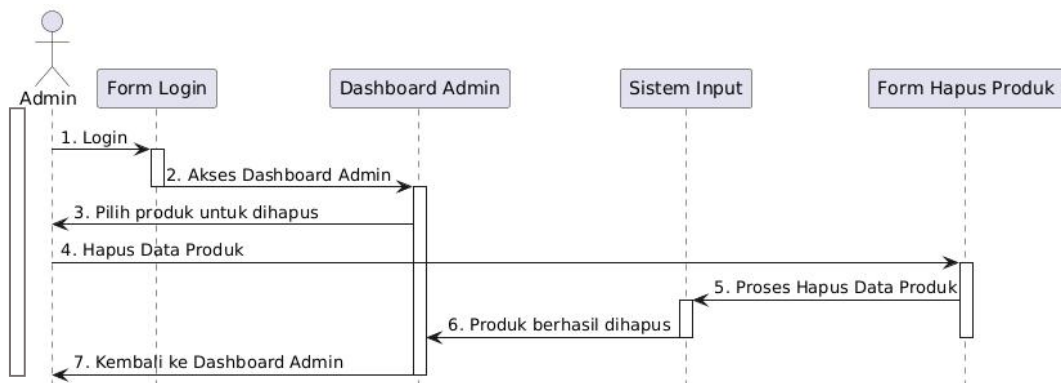 Admin
Form Login
Dashboard Admin
Sistem Input
Form Hapus Produk
1. Login
2. Akses Dashboard Admin
3. Pilih produk untuk dihapus
4. Hapus Data Produk
5. Proses Hapus Data Produk
6. Produk berhasil dihapus
7. Kembali ke Dashboard Admin